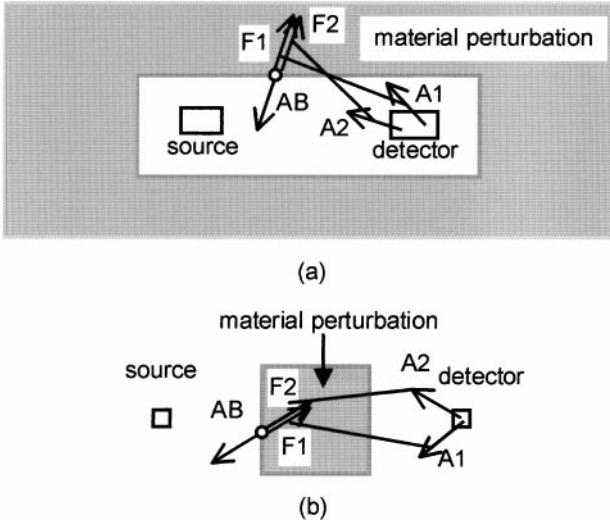 F1 F2
material perturbation
AB
A1
A2
source
detector
(a)
material perturbation
source
A2
detector
AB
F2
F1
A1
(b)